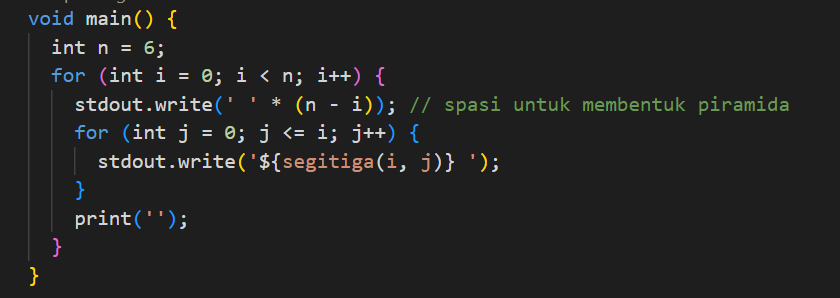 void main() {
int n = 6;
for (int i = 0; i < n; i++) {
stdout.write(' ' * (n - i)); // spasi untuk membentuk piramida
for (int j = 0; j <= i; j++) {
stdout.write('${segitiga(i, j)} ');
}
print('');
}
}